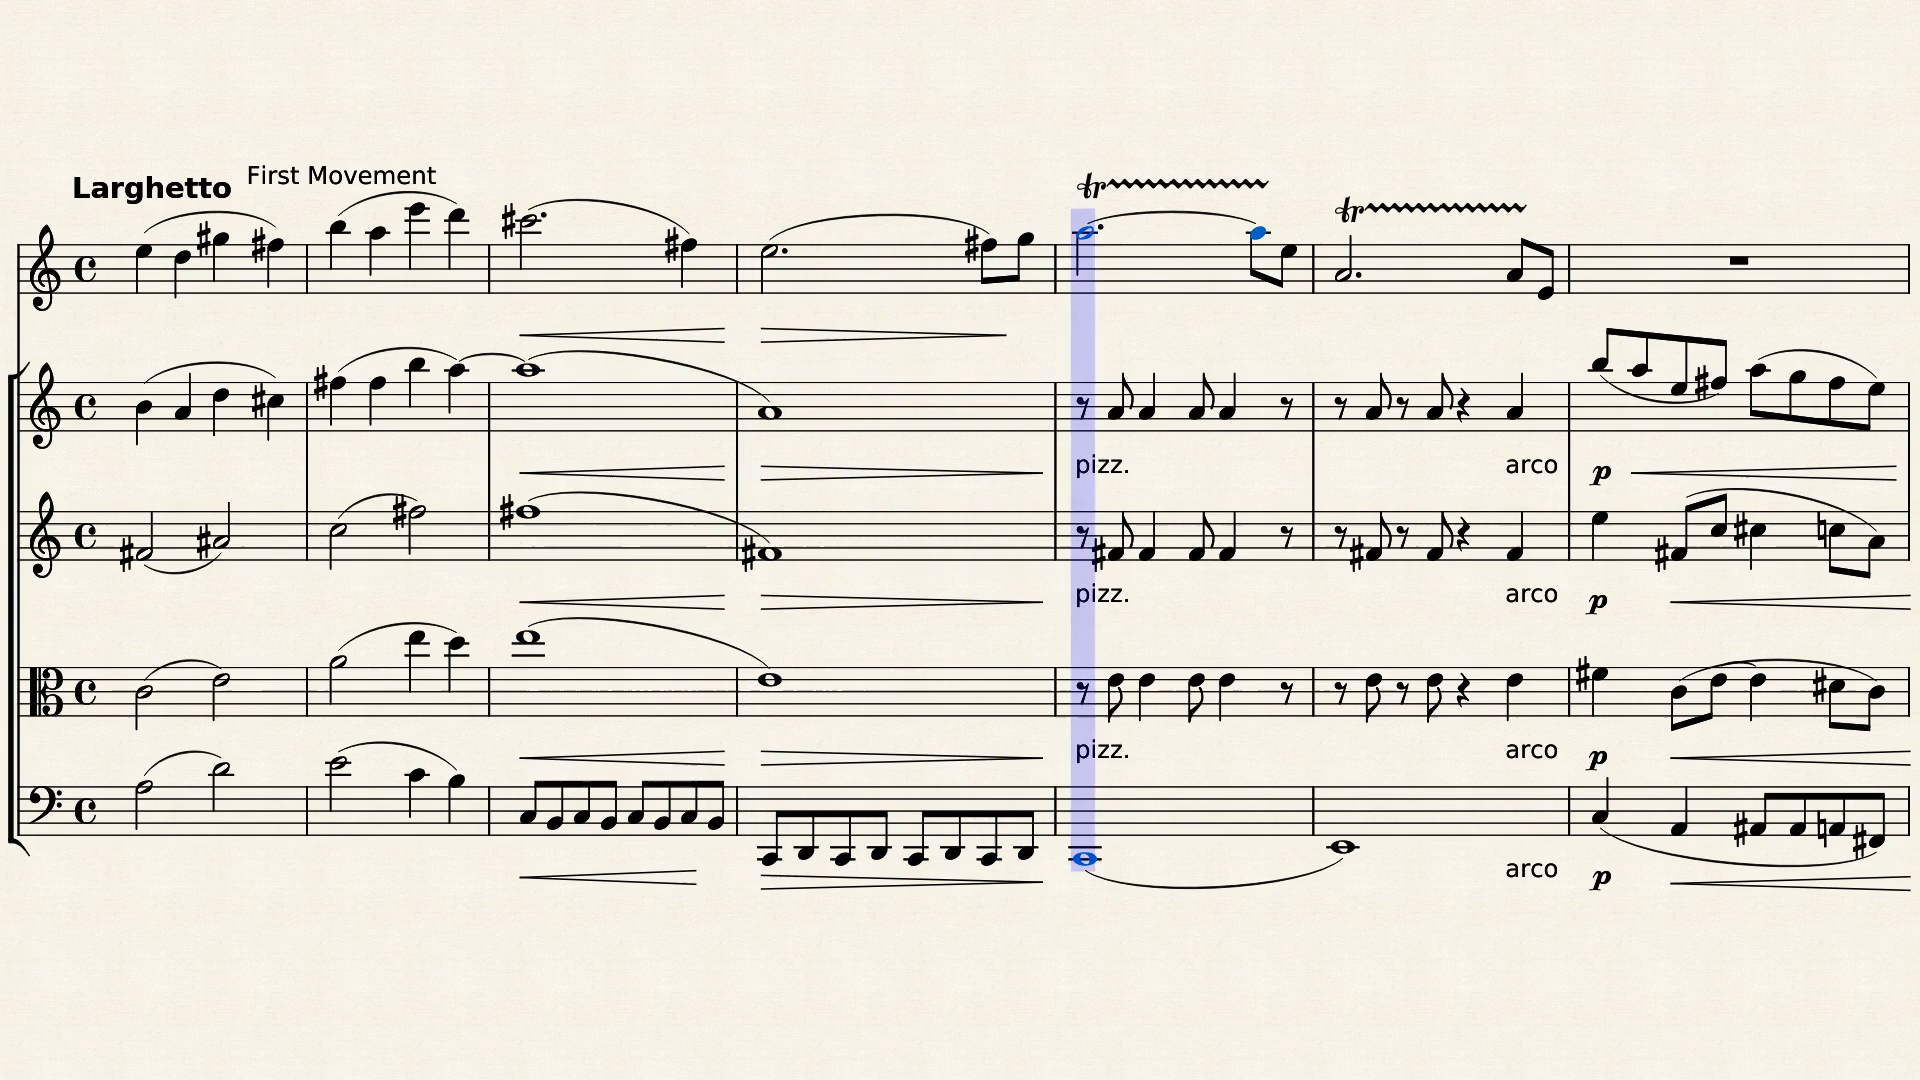 Larghetto First Movement
tr
tr
pizz. arco p
pizz. arco p
pizz. arco p
arco p